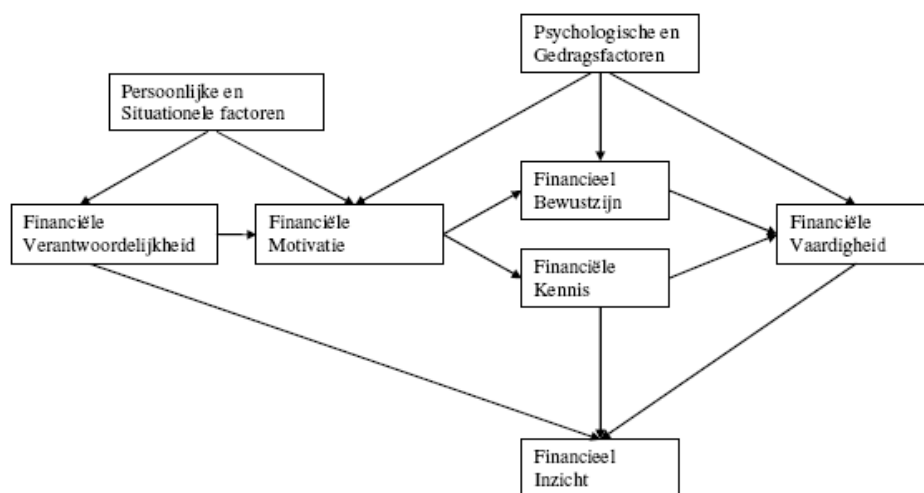 Psychologische en
Gedragsfactoren
Persoonlijke en
Situationele factoren
Financieel
Bewustzijn
Financiële
Verantwoordelijkheid
Financiële
Motivatie
Financiële
Vaardigheid
Financiële
Kennis
Financieel
Inzicht